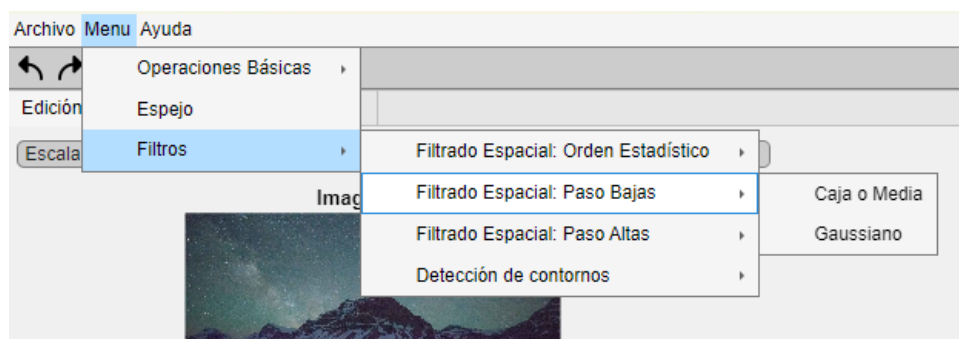 Archivo Menu Ayuda
Operaciones Básicas
Edición
Espejo
Escala
Filtros
Filtrado Espacial: Orden Estadístico
Imag
Filtrado Espacial: Paso Bajas
Caja o Media
Filtrado Espacial: Paso Altas
Gaussiano
Detección de contornos